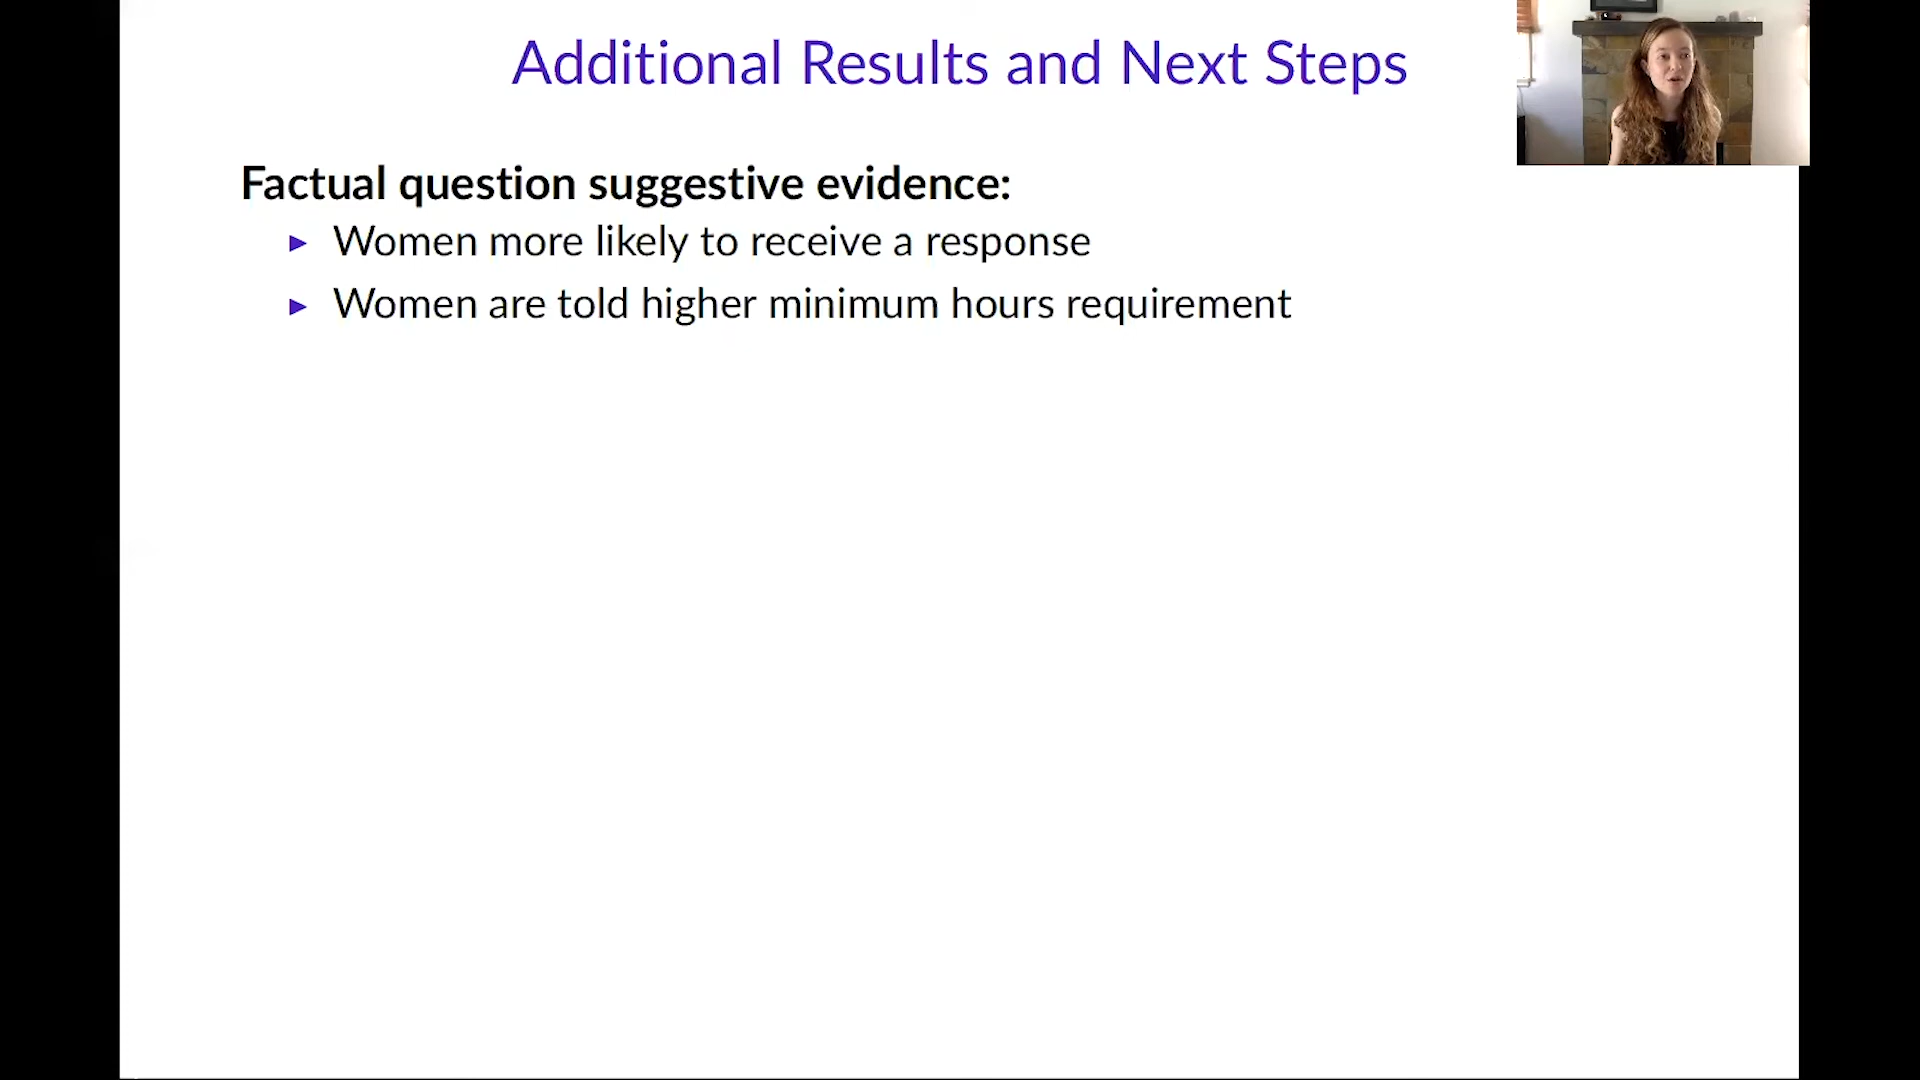 Additional Results and Next Steps
Factual question suggestive evidence:
Women more likely to receive a response
Women are told higher minimum hours requirement